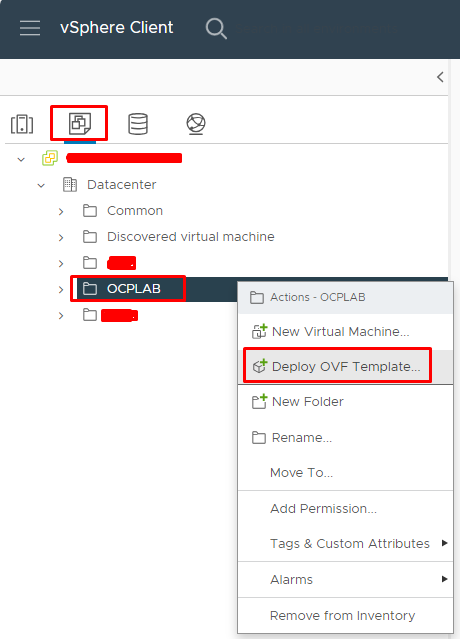 vSphere Client
Datacenter
Common
Discovered virtual machine
OCPLAB
Actions - OCPLAB
New Virtual Machine...
Deploy OVF Template...
New Folder
Rename...
Move To...
Add Permission...
Tags & Custom Attributes
Alarms
Remove from Inventory